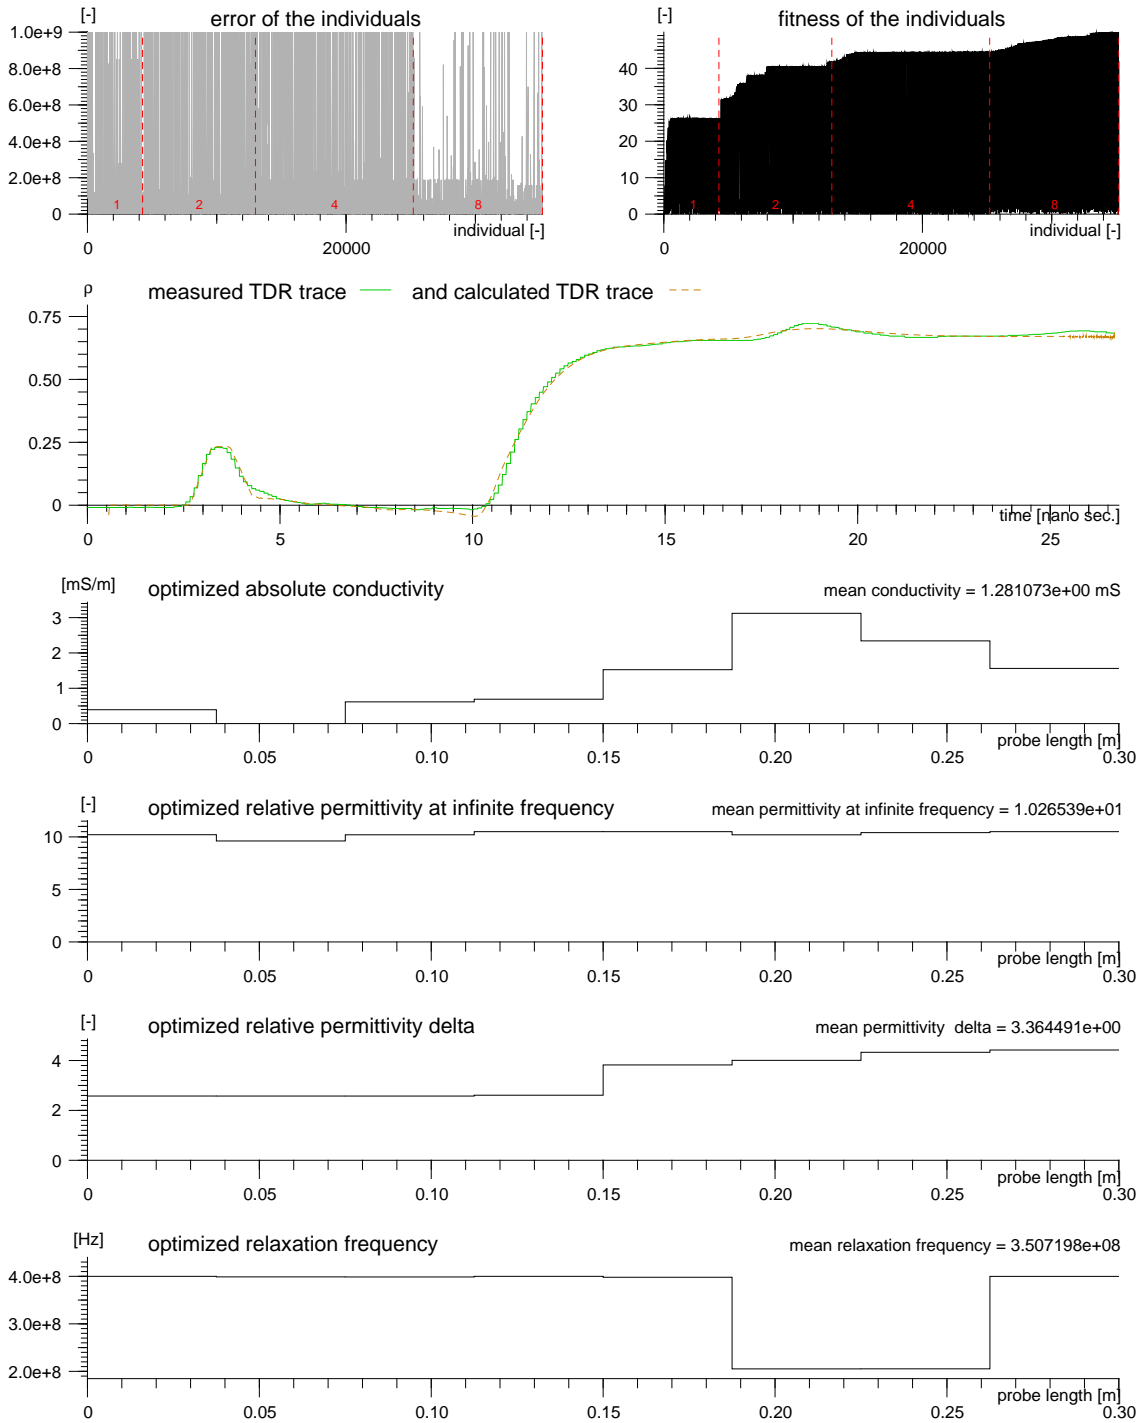 [-] error of the individuals
1.0e+9
8.0e+8
6.0e+8
4.0e+8
2.0e+8
0
1 2 4 8
individual [-]
0 20000
[-] fitness of the individuals
40
30
20
10
0
1 2 4 8
individual [-]
0 20000
ρ measured TDR trace and calculated TDR trace
0.75
0.50
0.25
0
time [nano sec.]
0 5 10 15 20 25
[mS/m] optimized absolute conductivity mean conductivity = 1.281073e+00 mS
3
2
1
0
probe length [m]
0 0.05 0.10 0.15 0.20 0.25 0.30
[-] optimized relative permittivity at infinite frequency mean permittivity at infinite frequency = 1.026539e+01
10
5
0
probe length [m]
0 0.05 0.10 0.15 0.20 0.25 0.30
[-] optimized relative permittivity delta mean permittivity delta = 3.364491e+00
4
2
0
probe length [m]
0 0.05 0.10 0.15 0.20 0.25 0.30
[Hz] optimized relaxation frequency mean relaxation frequency = 3.507198e+08
4.0e+8
3.0e+8
2.0e+8
probe length [m]
0 0.05 0.10 0.15 0.20 0.25 0.30